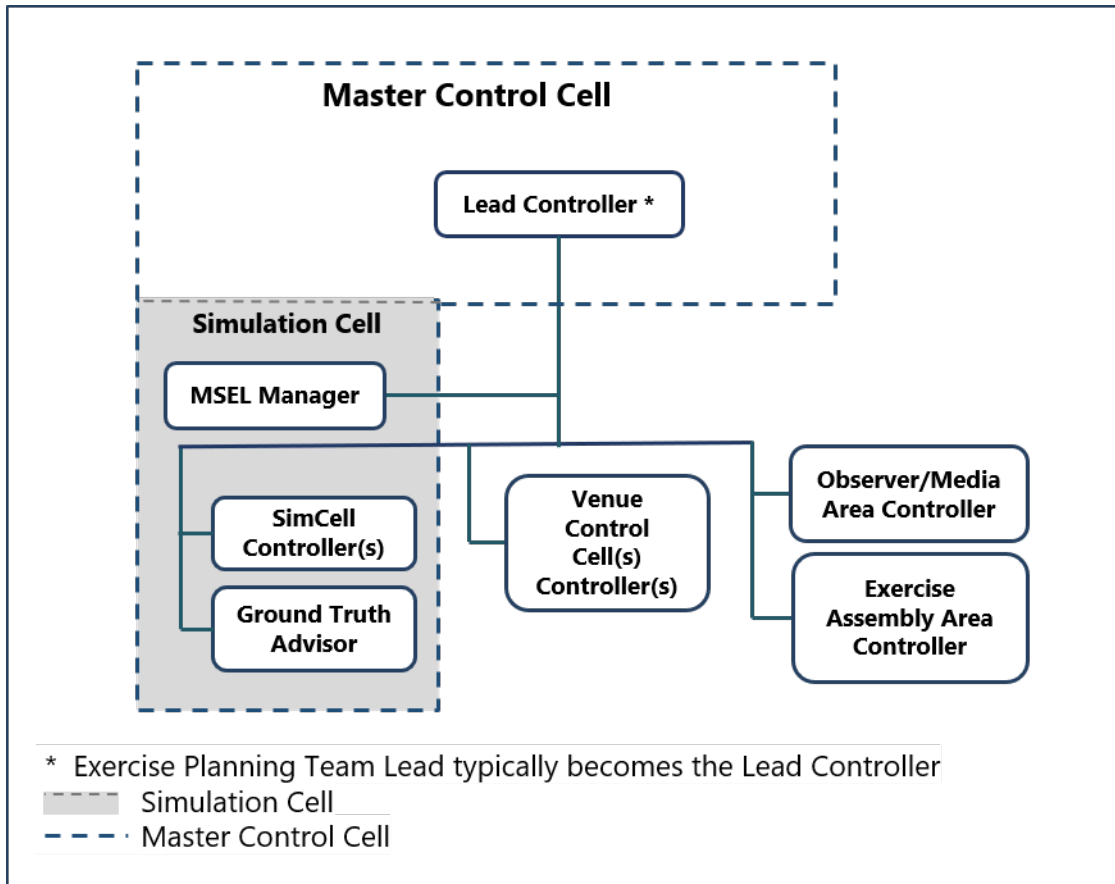 Master Control Cell
Lead Controller *
Simulation Cell
MSEL Manager
SimCell
Controller(s)
Ground Truth
Advisor
Venue
Control
Cell(s)
Controller(s)
Observer/Media
Area Controller
Exercise
Assembly Area
Controller
* Exercise Planning Team Lead typically becomes the Lead Controller
Simulation Cell
Master Control Cell